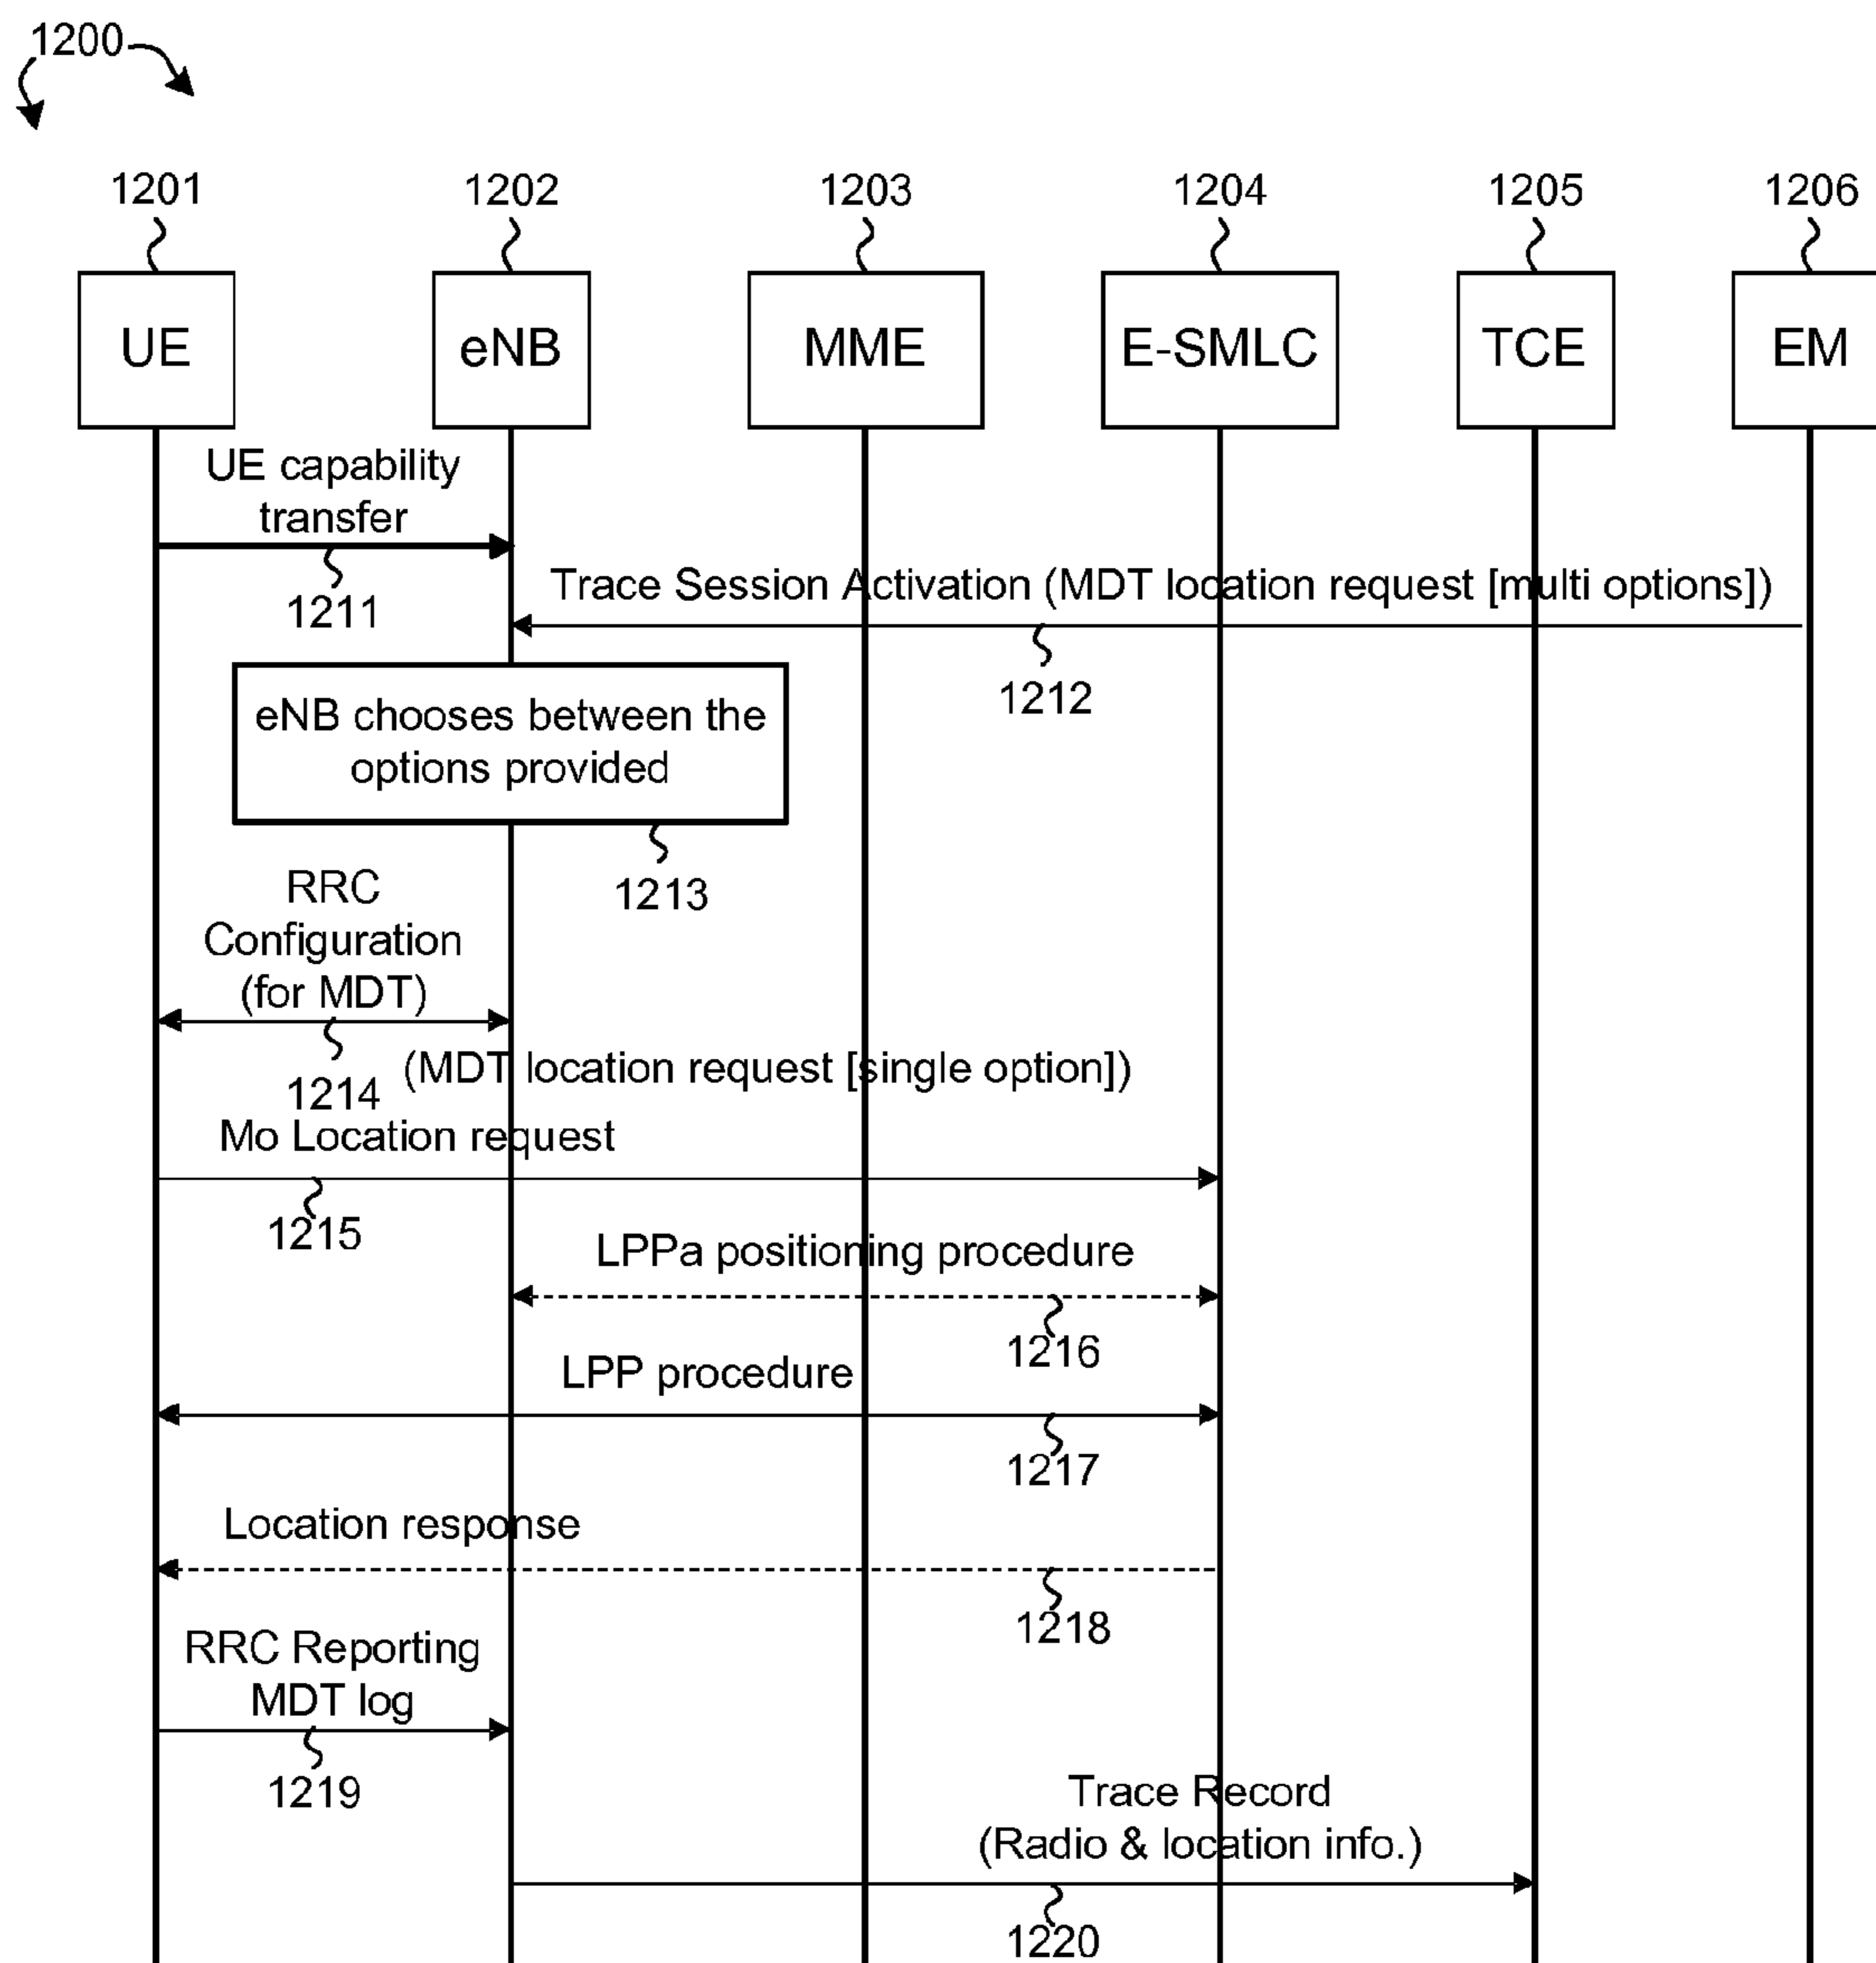 1200
1201
1202
1203
1204
1205
1206
UE
eNB
MME
E-SMLC
TCE
EM
UE capability
transfer
1211
Trace Session Activation (MDT location request [multi options])
1212
eNB chooses between the
options provided
1213
RRC
Configuration
(for MDT)
1214
(MDT location request [single option])
Mo Location request
1215
LPPa positioning procedure
1216
LPP procedure
1217
Location response
1218
RRC Reporting
MDT log
1219
Trace Record
(Radio & location info.)
1220